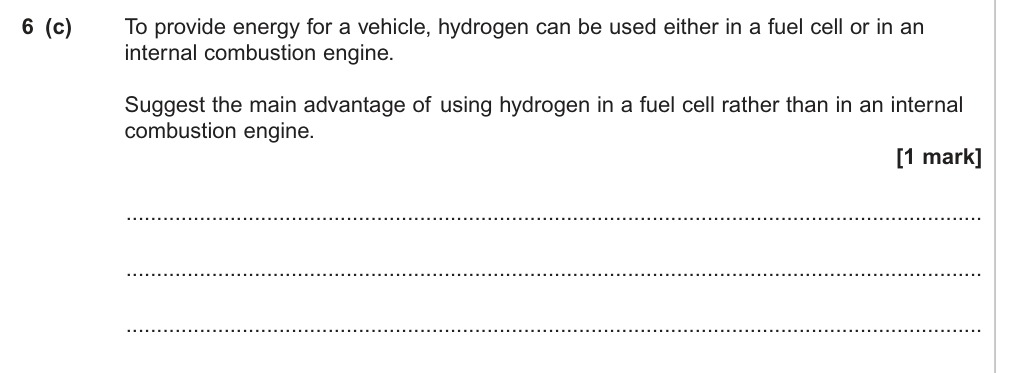 6 (c) To provide energy for a vehicle, hydrogen can be used either in a fuel cell or in an
internal combustion engine.
Suggest the main advantage of using hydrogen in a fuel cell rather than in an internal
combustion engine.
[1 mark]